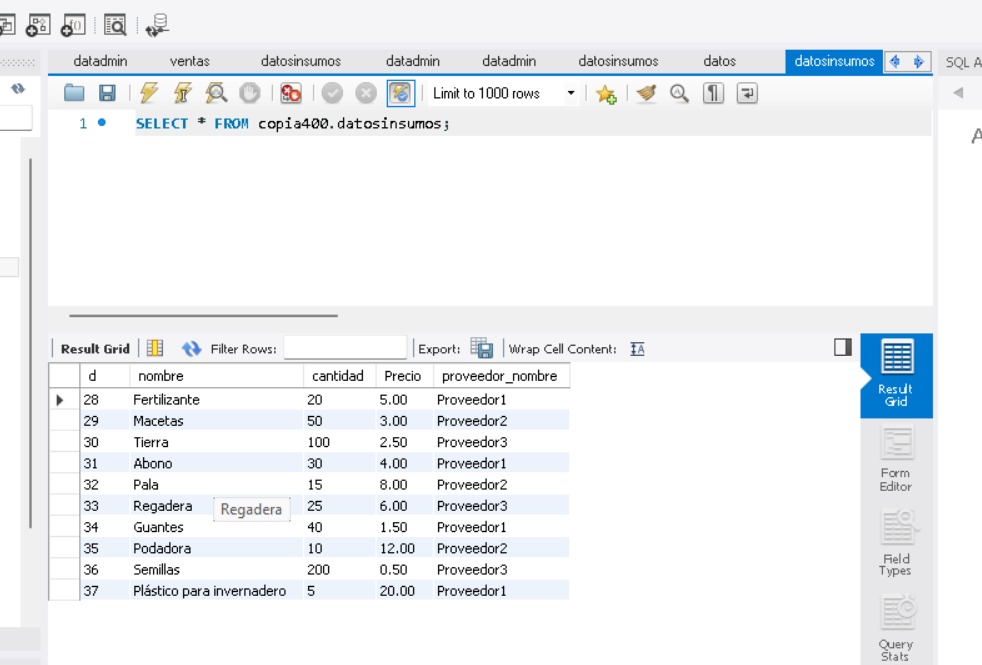 datadmin ventas datosinsumos datadmin datadmin datosinsumos datos datosinsumos SQL A
Limit to 1000 rows
1 SELECT * FROM copia400.datosinsumos;
Result Grid Filter Rows: Export: Wrap Cell Content:
d nombre cantidad Precio proveedor_nombre
28 Fertilizante 20 5.00 Proveedor1
29 Macetas 50 3.00 Proveedor2
30 Tierra 100 2.50 Proveedor3
31 Abono 30 4.00 Proveedor1
32 Pala 15 8.00 Proveedor2
33 Regadera 25 6.00 Proveedor3
Regadera
34 Guantes 40 1.50 Proveedor1
35 Podadora 10 12.00 Proveedor2
36 Semillas 200 0.50 Proveedor3
37 Plástico para invernadero 5 20.00 Proveedor1
Result
Grid
Form
Editor
Field
Types
Query
Stats